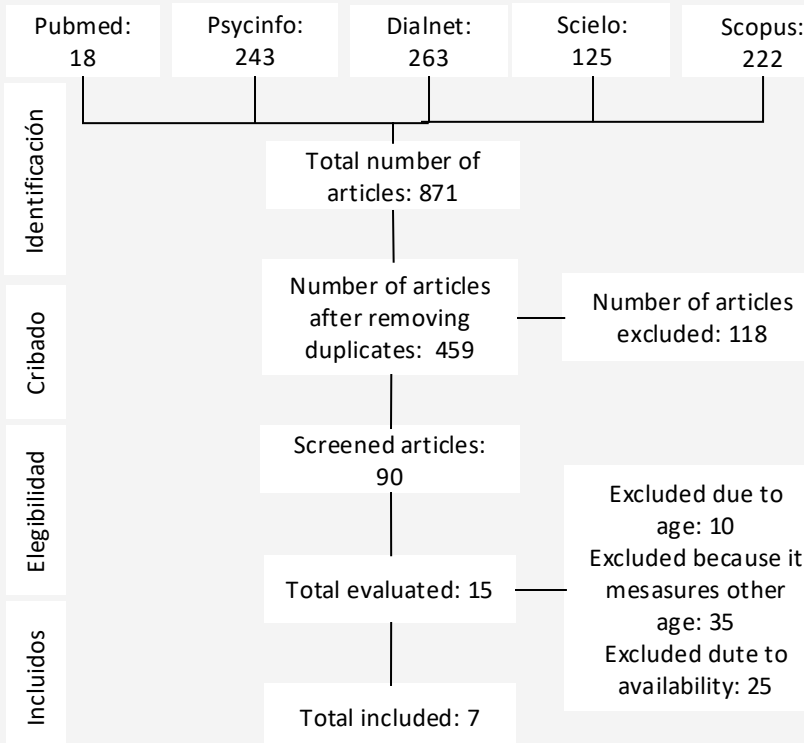 Pubmed:
18
Psycinfo:
243
Dialnet:
263
Scielo:
125
Scopus:
222
Identificación
Total number of
articles: 871
Cribado
Number of articles
after removing
duplicates: 459
Number of articles
excluded: 118
Elegibilidad
Screened articles:
90
Total evaluated: 15
Excluded due to
age: 10
Excluded because it
mesasures other
age: 35
Excluded dute to
availability: 25
Incluidos
Total included: 7